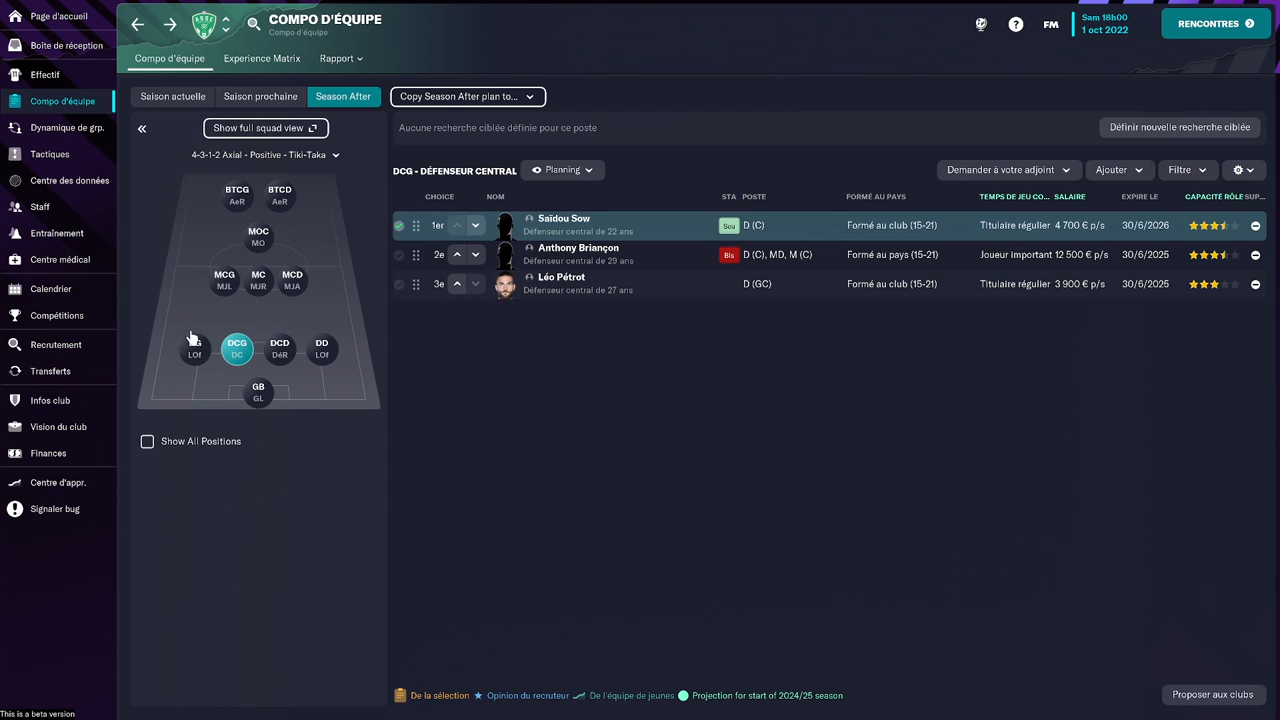 Page d'accueil
Boîte de réception
Effectif
Compo d'équipe
Dynamique de grp.
Tactiques
Centre des données
Staff
Entraînement
Centre médical
Calendrier
Compétitions
Recrutement
Transferts
Infos club
Vision du club
Finances
Centre d'appr.
Signaler bug
This is a beta version
ASSE
COMPO D'ÉQUIPE
Compo d'équipe
? FM Sam 18h00
1 oct 2022
RENCONTRES
Compo d'équipe Experience Matrix Rapport
Saison actuelle Saison prochaine Season After
Copy Season After plan to...
Show full squad view
4-3-1-2 Axial - Positive - Tiki-Taka
BTCG BTCD
AeR AeR
MOC
MO
MCG MC MCD
MJL MJR MJA
DCG DCD DD
LOf DC DéR LOf
GB
GL
Show All Positions
Aucune recherche ciblée définie pour ce poste
Définir nouvelle recherche ciblée
DCG - DÉFENSEUR CENTRAL Planning Demander à votre adjoint Ajouter Filtre
CHOICE NOM STA POSTE FORMÉ AU PAYS TEMPS DE JEU CO... SALAIRE EXPIRE LE CAPACITÉ RÔLE SUP...
1er Saïdou Sow Sou D (C) Formé au club (15-21) Titulaire régulier 4 700 € p/s 30/6/2026
Défenseur central de 22 ans
2e Anthony Briançon Bls D (C), MD, M (C) Formé au pays (15-21) Joueur important 12 500 € p/s 30/6/2025
Défenseur central de 29 ans
3e Léo Pétrot D (GC) Formé au club (15-21) Titulaire régulier 3 900 € p/s 30/6/2025
Défenseur central de 27 ans
De la sélection Opinion du recruteur De l'équipe de jeunes Projection for start of 2024/25 season
Proposer aux clubs